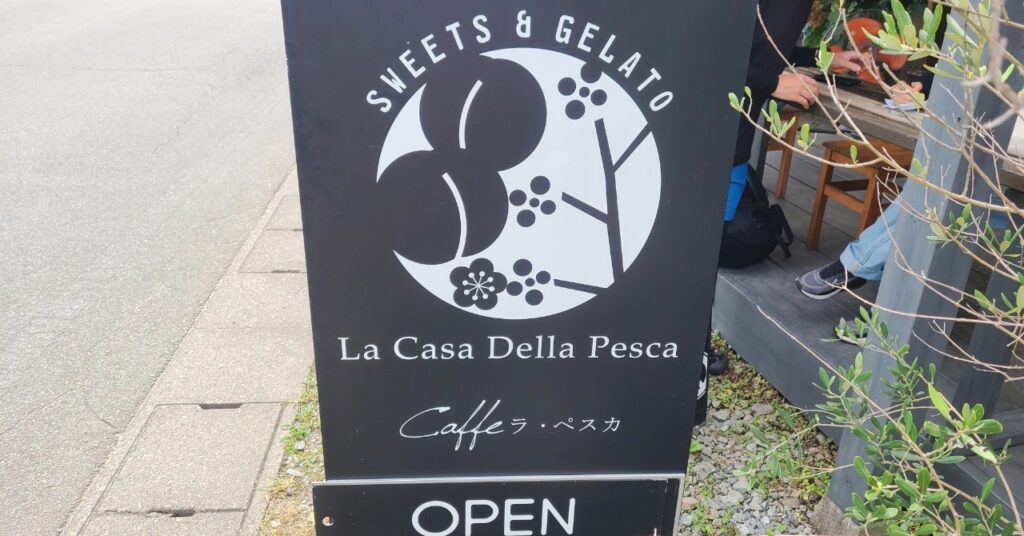 SWEETS & GELATO
La Casa Della Pesca
Caffe ラ・ペスカ
OPEN